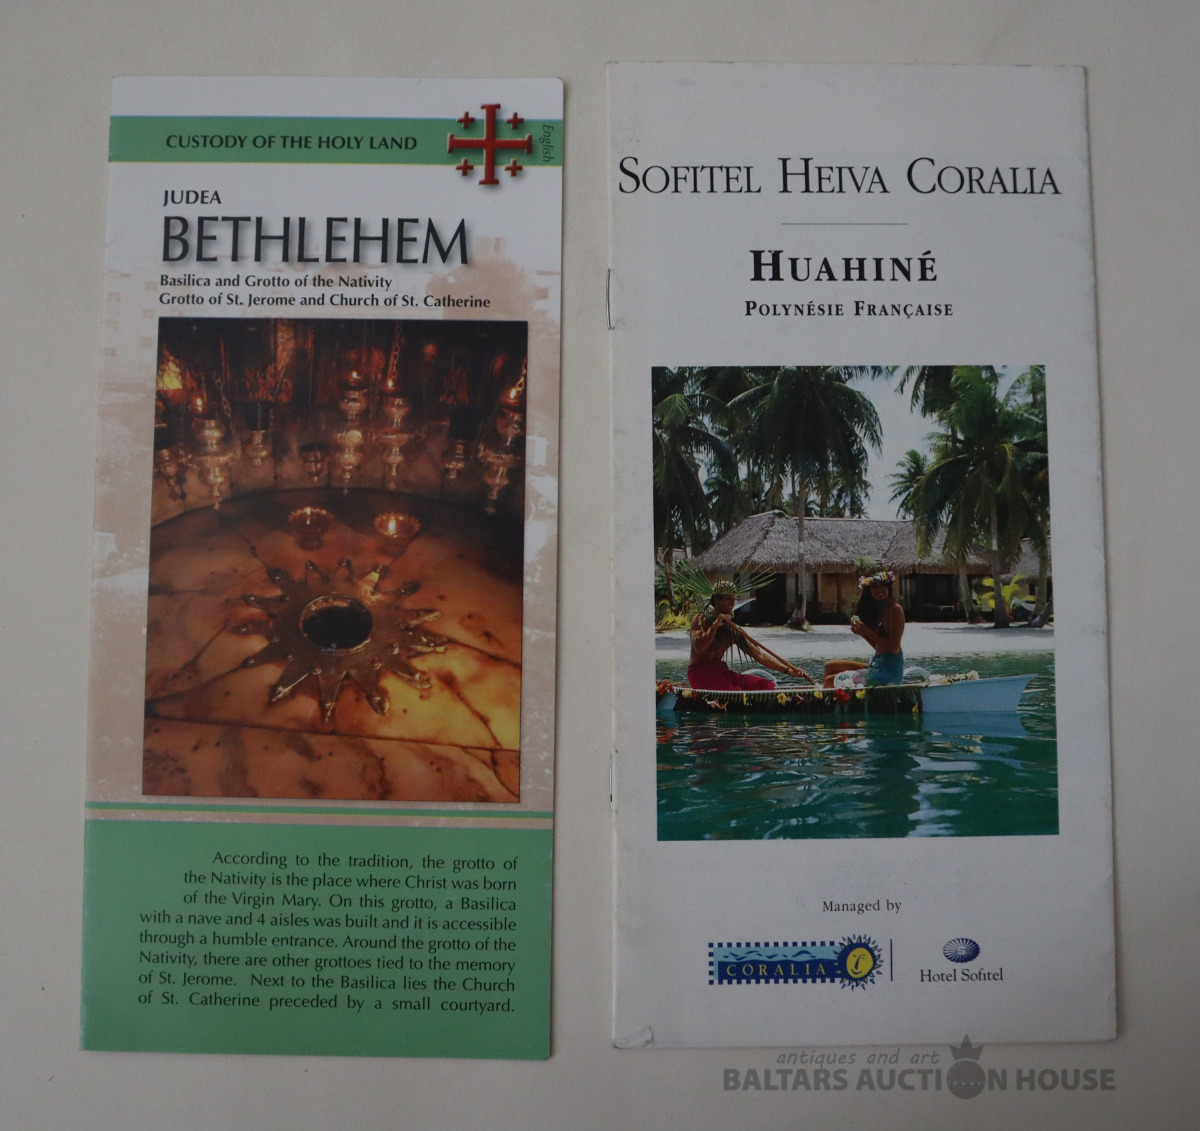 CUSTODY OF THE HOLY LAND
English
JUDEA
BETHLEHEM
Basilica and Grotto of the Nativity
Grotto of St. Jerome and Church of St. Catherine
According to the tradition, the grotto of
the Nativity is the place where Christ was born
of the Virgin Mary. On this grotto, a Basilica
with a nave and 4 aisles was built and it is accessible
through a humble entrance. Around the grotto of the
Nativity, there are other grottoes tied to the memory
of St. Jerome. Next to the Basilica lies the Church
of St. Catherine preceded by a small courtyard.
SOFITEL HEIVA CORALIA
HUAHINÉ
POLYNÉSIE FRANÇAISE
Managed by
CORALIA
S
Hotel Sofitel
antiques and art
BALTARS AUCTION HOUSE